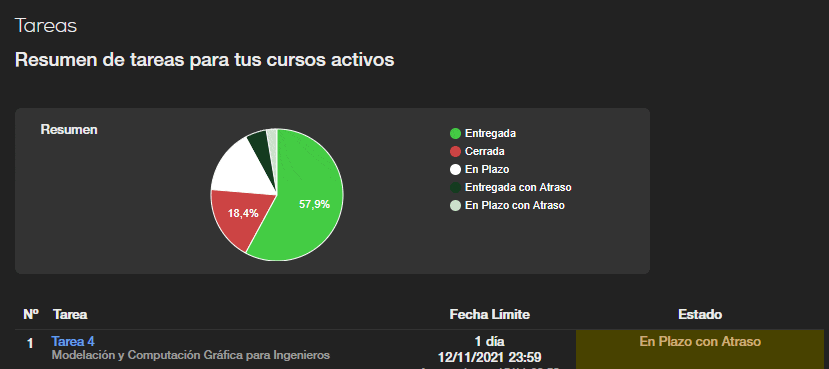 Tareas
Resumen de tareas para tus cursos activos
Resumen
57,9%
18,4%
Entregada
Cerrada
En Plazo
Entregada con Atraso
En Plazo con Atraso
Nº Tarea Fecha Límite Estado
1 Tarea 4 1 día En Plazo con Atraso
Modelación y Computación Gráfica para Ingenieros 12/11/2021 23:59